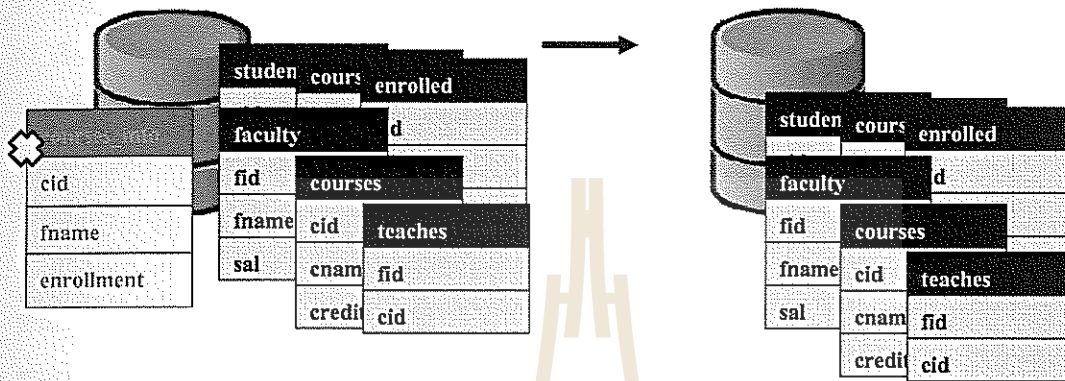 studen
cours
enrolled
d
faculty
fid
fname
sal
courses
cid
cnam
credit
teaches
fid
cid
cid
fname
enrollment
studen
cours
enrolled
d
faculty
fid
fname
sal
courses
cid
cnam
credit
teaches
fid
cid